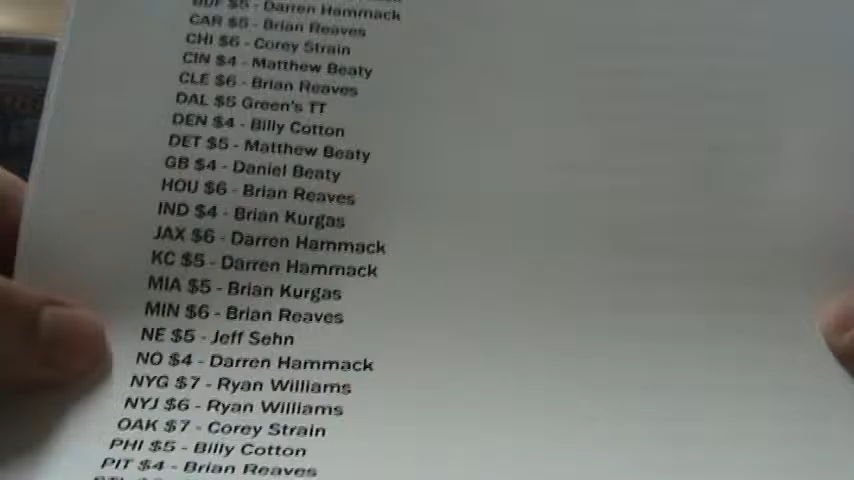 BUF $5 - Darren Hammack
CAR $5 - Brian Reaves
CHI $6 - Corey Strain
CIN $4 - Matthew Beaty
CLE $6 - Brian Reaves
DAL $5 Green's TT
DEN $4 - Billy Cotton
DET $5 - Matthew Beaty
GB $4 - Daniel Beaty
HOU $6 - Brian Reaves
IND $4 - Brian Kurgas
JAX $6 - Darren Hammack
KC $5 - Darren Hammack
MIA $5 - Brian Kurgas
MIN $6 - Brian Reaves
NE $5 - Jeff Sehn
NO $4 - Darren Hammack
NYG $7 - Ryan Williams
NYJ $6 - Ryan Williams
OAK $7 - Corey Strain
PHI $5 - Billy Cotton
PIT $4 - Brian Reaves